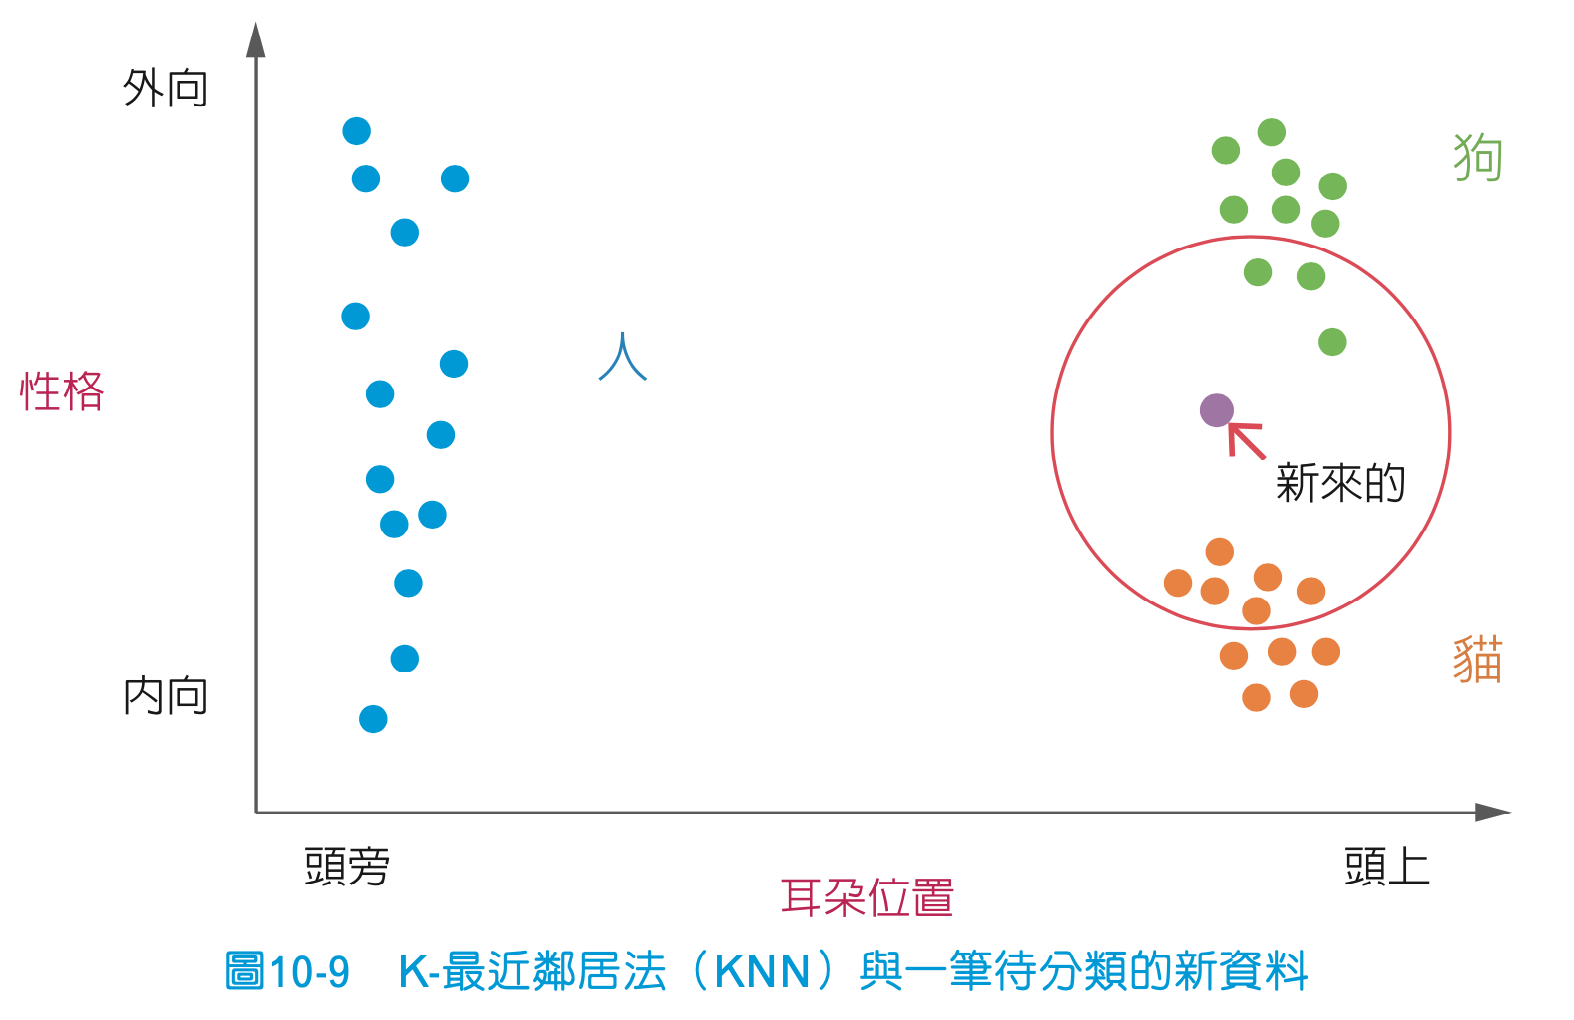 外向
狗
人
性格
新來的
貓
内向
頭旁
頭上
耳朵位置
圖10-9 K-最近鄰居法（KNN）與一筆待分類的新資料